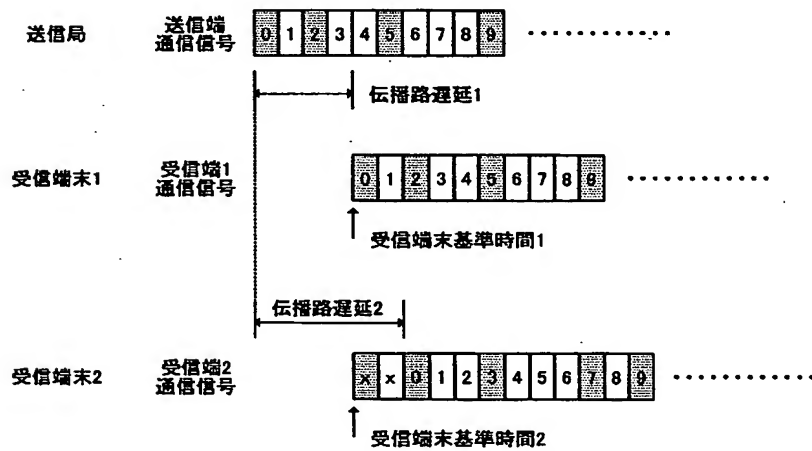 送信局
送信端
通信信号
0 1 2 3 4 5 6 7 8 9 ・・・・・・・・・・・・
伝播路遅延1
受信端末1
受信端1
通信信号
0 1 2 3 4 5 6 7 8 9 ・・・・・・・・・・・・
受信端末基準時間1
伝播路遅延2
受信端末2
受信端2
通信信号
x x 0 1 2 3 4 5 6 7 8 9 ・・・・・・・・・・・・
受信端末基準時間2